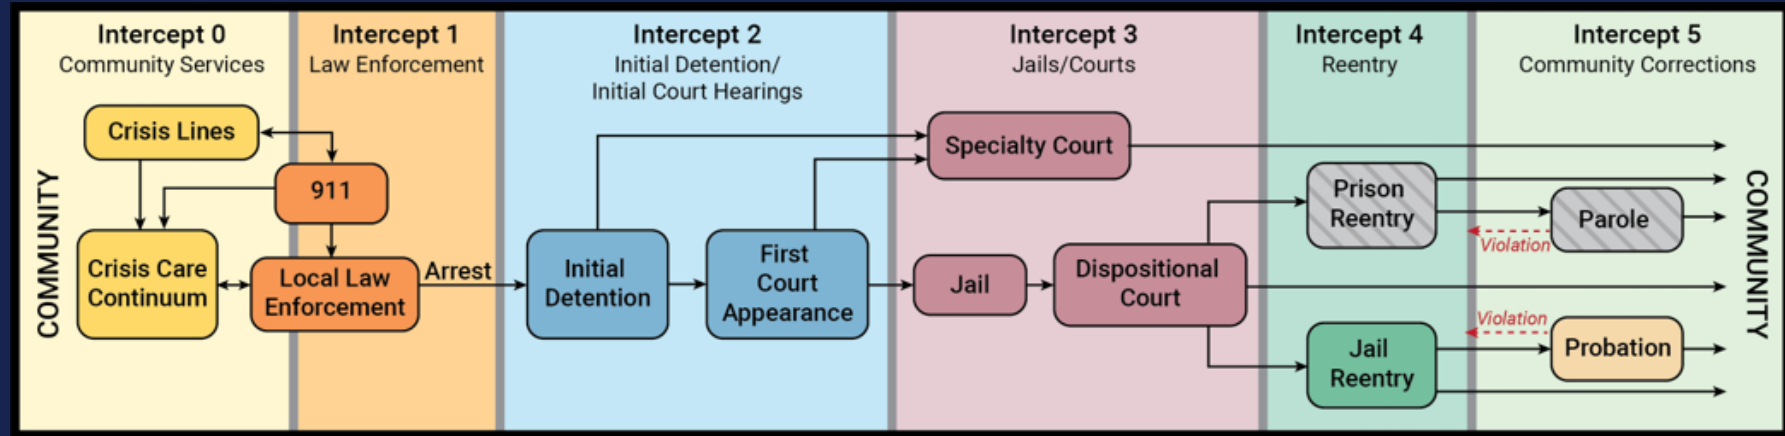 Intercept 0
Community Services
Intercept 1
Law Enforcement
Intercept 2
Initial Detention/
Initial Court Hearings
Intercept 3
Jails/Courts
Intercept 4
Reentry
Intercept 5
Community Corrections
COMMUNITY
Crisis Lines
911
Crisis Care
Continuum
Local Law
Enforcement
Arrest
Initial
Detention
First
Court
Appearance
Specialty Court
Jail
Dispositional
Court
Prison
Reentry
Parole
Violation
Violation
Jail
Reentry
Probation
COMMUNITY